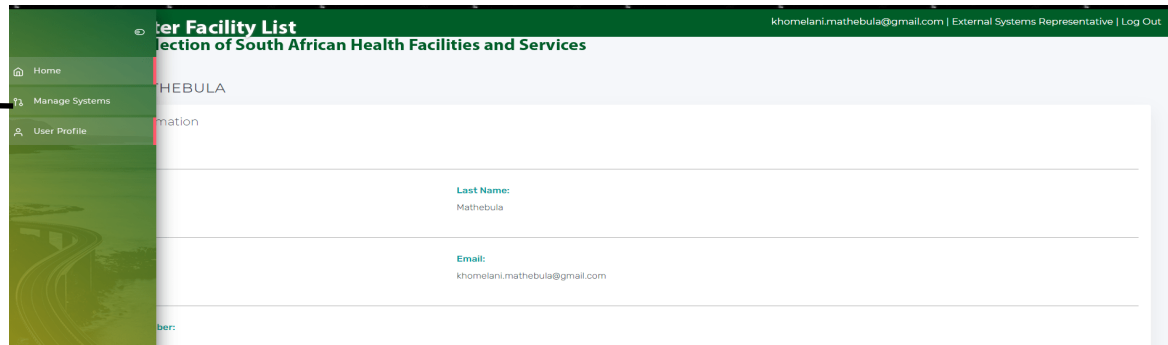 ter Facility List
khomelani.mathebula@gmail.com | External Systems Representative | Log Out
lection of South African Health Facilities and Services
Home
THEBULA
Manage Systems
mation
User Profile
Last Name:
Mathebula
Email:
khomelani.mathebula@gmail.com
ber: